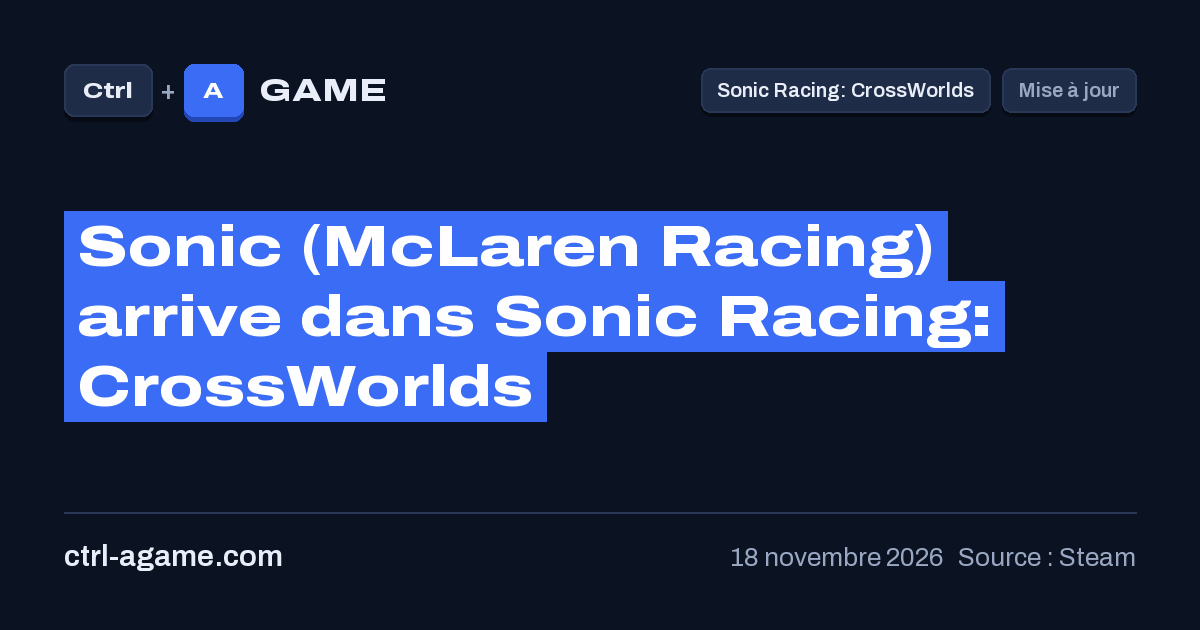 Ctrl + A GAME
Sonic Racing: CrossWorlds
Mise à jour
Sonic (McLaren Racing)
arrive dans Sonic Racing:
CrossWorlds
ctrl-agame.com
18 novembre 2026 Source : Steam